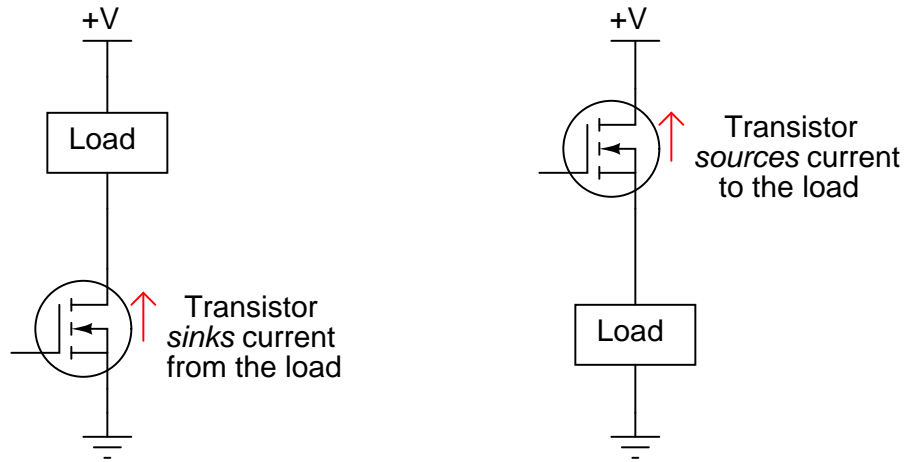 +V
Load
Transistor
sinks current
from the load
+V
Transistor
sources current
to the load
Load